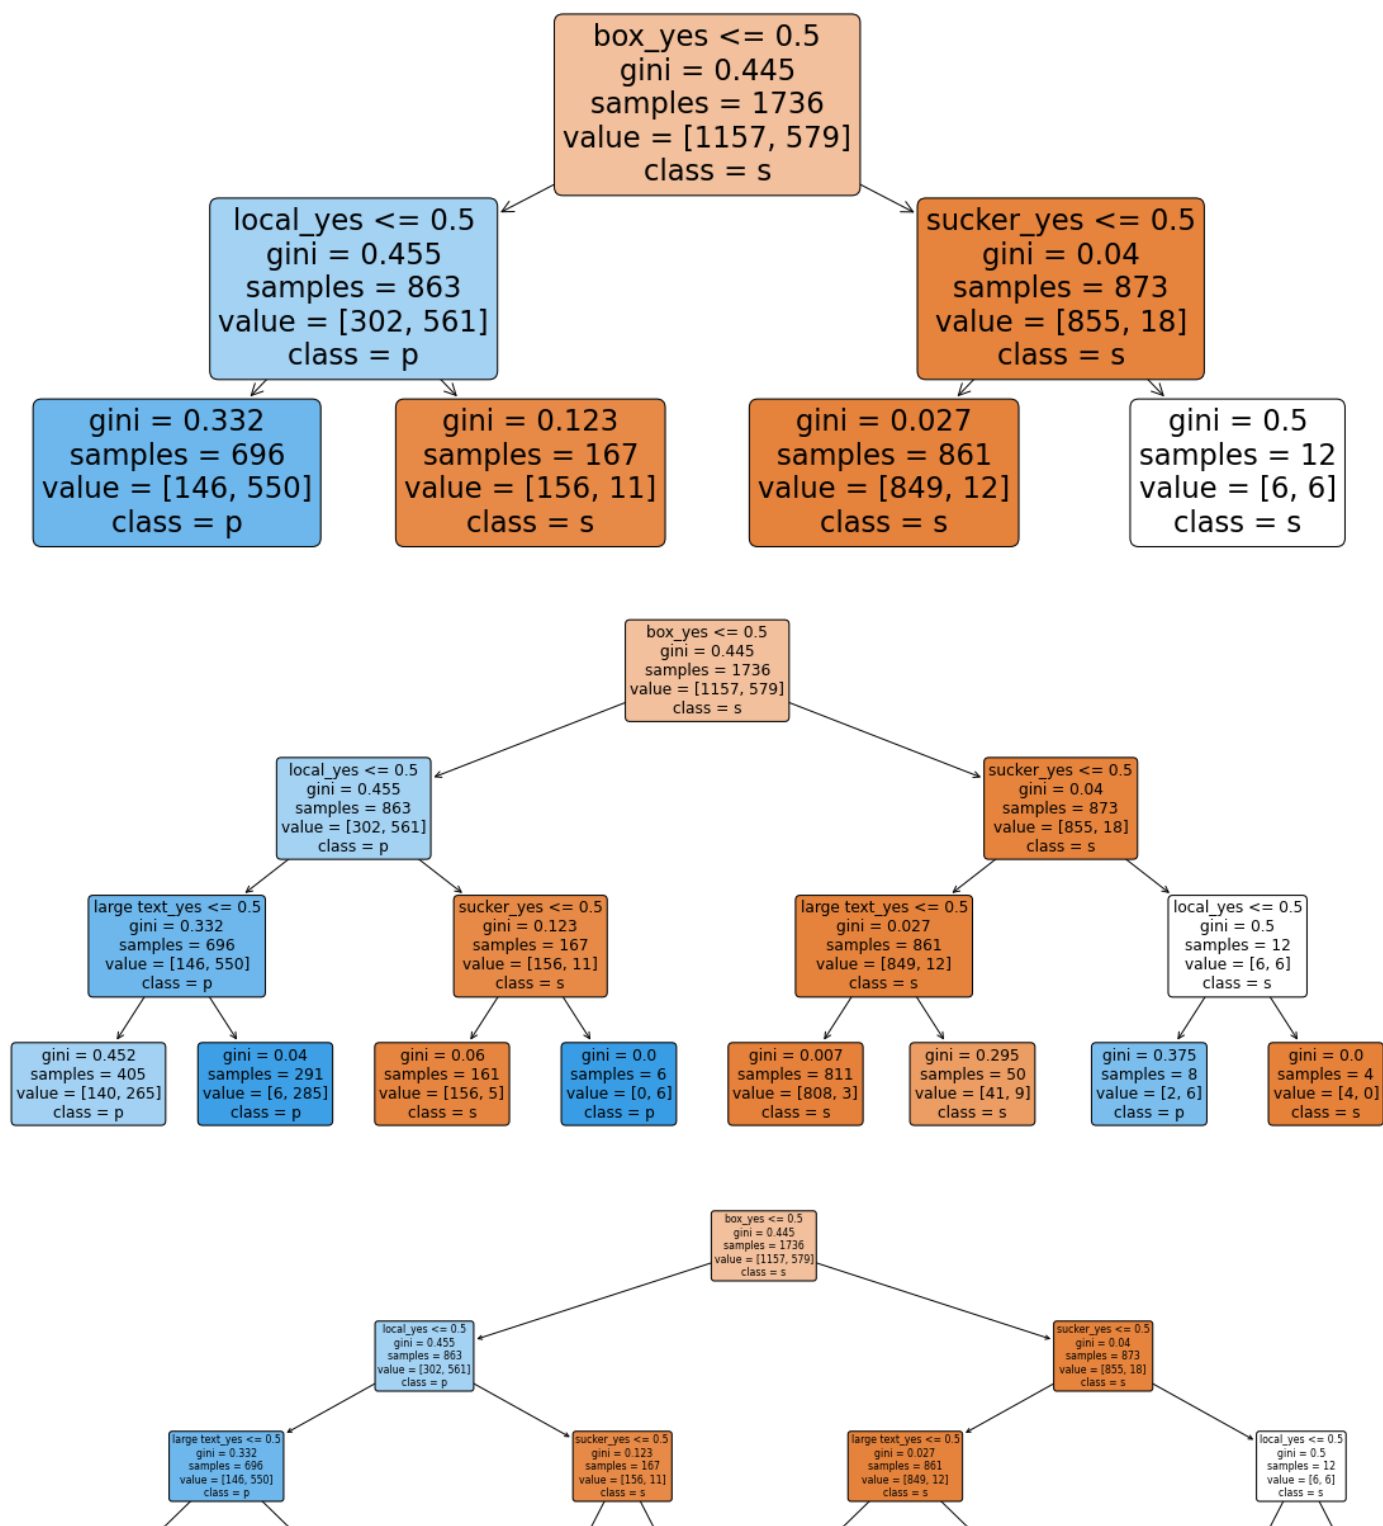 box_yes <= 0.5
gini = 0.445
samples = 1736
value = [1157, 579]
class = s
local_yes <= 0.5
gini = 0.455
samples = 863
value = [302, 561]
class = p
sucker_yes <= 0.5
gini = 0.04
samples = 873
value = [855, 18]
class = s
gini = 0.332
samples = 696
value = [146, 550]
class = p
gini = 0.123
samples = 167
value = [156, 11]
class = s
gini = 0.027
samples = 861
value = [849, 12]
class = s
gini = 0.5
samples = 12
value = [6, 6]
class = s
box_yes <= 0.5
gini = 0.445
samples = 1736
value = [1157, 579]
class = s
local_yes <= 0.5
gini = 0.455
samples = 863
value = [302, 561]
class = p
sucker_yes <= 0.5
gini = 0.04
samples = 873
value = [855, 18]
class = s
large text_yes <= 0.5
gini = 0.332
samples = 696
value = [146, 550]
class = p
sucker_yes <= 0.5
gini = 0.123
samples = 167
value = [156, 11]
class = s
large text_yes <= 0.5
gini = 0.027
samples = 861
value = [849, 12]
class = s
local_yes <= 0.5
gini = 0.5
samples = 12
value = [6, 6]
class = s
gini = 0.452
samples = 405
value = [140, 265]
class = p
gini = 0.04
samples = 291
value = [6, 285]
class = p
gini = 0.06
samples = 161
value = [156, 5]
class = s
gini = 0.0
samples = 6
value = [0, 6]
class = p
gini = 0.007
samples = 811
value = [808, 3]
class = s
gini = 0.295
samples = 50
value = [41, 9]
class = s
gini = 0.375
samples = 8
value = [2, 6]
class = p
gini = 0.0
samples = 4
value = [4, 0]
class = s
box_yes <= 0.5
gini = 0.445
samples = 1736
value = [1157, 579]
class = s
local_yes <= 0.5
gini = 0.455
samples = 863
value = [302, 561]
class = p
sucker_yes <= 0.5
gini = 0.04
samples = 873
value = [855, 18]
class = s
large text_yes <= 0.5
gini = 0.332
samples = 696
value = [146, 550]
class = p
sucker_yes <= 0.5
gini = 0.123
samples = 167
value = [156, 11]
class = s
large text_yes <= 0.5
gini = 0.027
samples = 861
value = [849, 12]
class = s
local_yes <= 0.5
gini = 0.5
samples = 12
value = [6, 6]
class = s